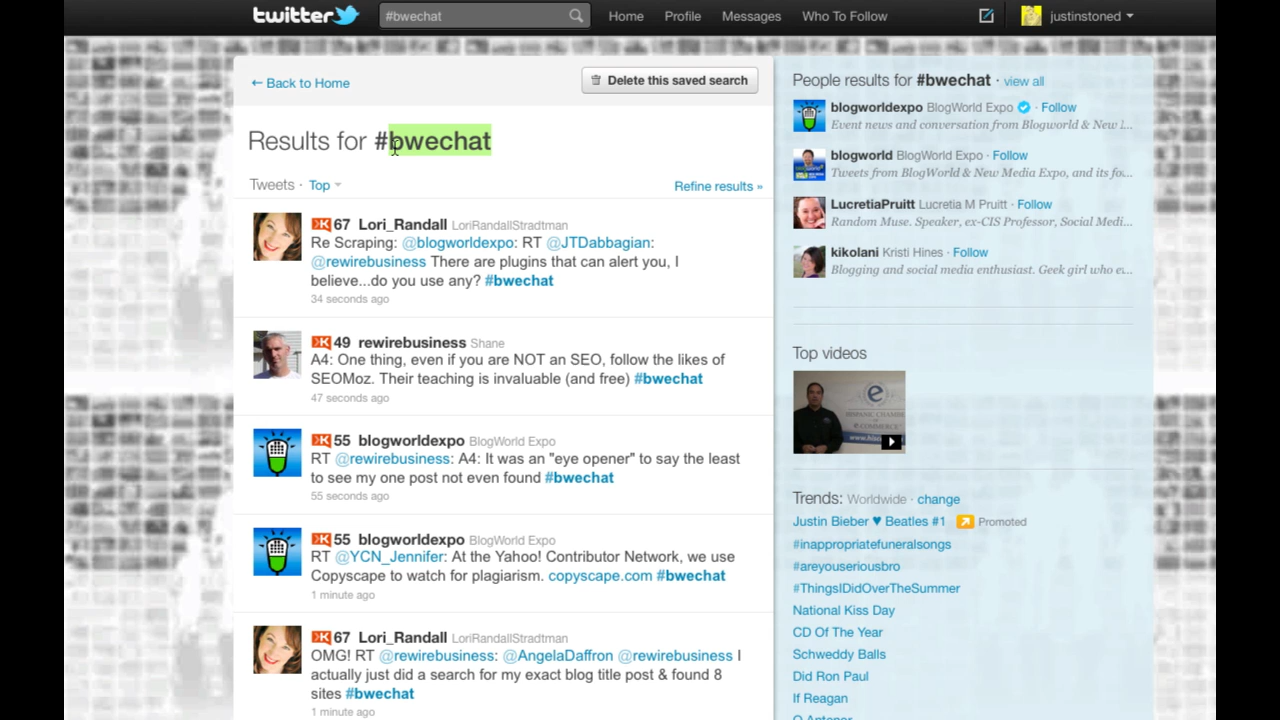 twitter
#bwechat
Home
Profile
Messages
Who To Follow
justinstoned
← Back to Home
Delete this saved search
Results for #bwechat
Tweets · Top
Refine results »
67 Lori_Randall LoriRandallStradtman
Re Scraping: @blogworldexpo: RT @JTDabbagian:
@rewirebusiness There are plugins that can alert you, I
believe...do you use any? #bwechat
34 seconds ago
49 rewirebusiness Shane
A4: One thing, even if you are NOT an SEO, follow the likes of
SEOMoz. Their teaching is invaluable (and free) #bwechat
47 seconds ago
55 blogworldexpo BlogWorld Expo
RT @rewirebusiness: A4: It was an "eye opener" to say the least
to see my one post not even found #bwechat
55 seconds ago
55 blogworldexpo BlogWorld Expo
RT @YCN_Jennifer: At the Yahoo! Contributor Network, we use
Copyscape to watch for plagiarism. copyscape.com #bwechat
1 minute ago
67 Lori_Randall LoriRandallStradtman
OMG! RT @rewirebusiness: @AngelaDaffron @rewirebusiness I
actually just did a search for my exact blog title post & found 8
sites #bwechat
1 minute ago
People results for #bwechat · view all
blogworldexpo BlogWorld Expo · Follow
Event news and conversation from Blogworld & New ...
blogworld BlogWorld Expo · Follow
Tweets from BlogWorld & New Media Expo, and its fo...
LucretiaPruitt Lucretia M Pruitt · Follow
Random Muse. Speaker, ex-CIS Professor, Social Medi...
kikolani Kristi Hines · Follow
Blogging and social media enthusiast. Geek girl who e...
Top videos
HISPANIC CHAMBER
e-COMMERCE
Trends: Worldwide · change
Justin Bieber ♥ Beatles #1 Promoted
#inappropriatefuneralsongs
#areyouseriousbro
#ThingsIDidOverTheSummer
National Kiss Day
CD Of The Year
Schweddy Balls
Did Ron Paul
If Reagan